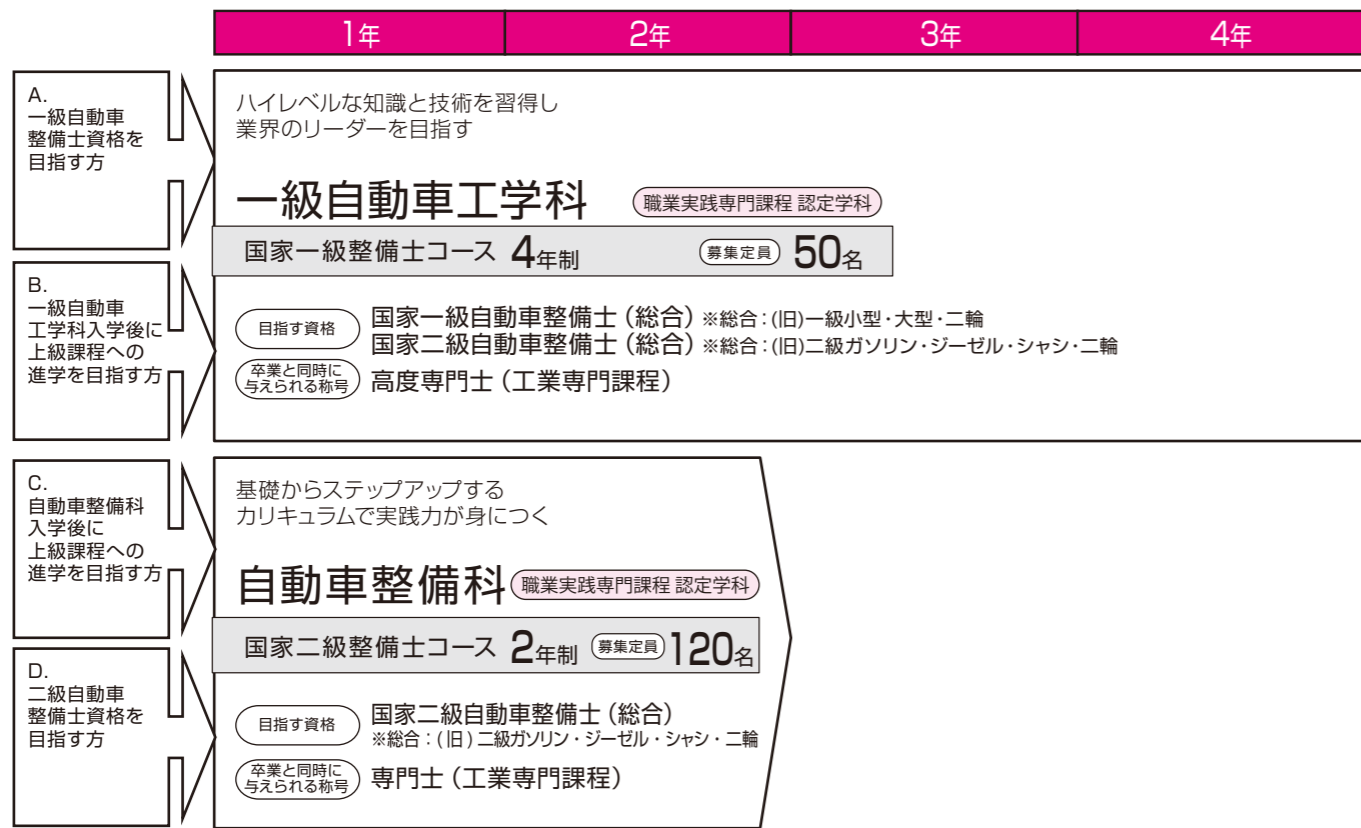 1年 2年 3年 4年
A.
一級自動車
整備士資格を
目指す方
ハイレベルな知識と技術を習得し
業界のリーダーを目指す
一級自動車工学科 職業実践専門課程 認定学科
国家一級整備士コース 4年制 募集定員 50名
B.
一級自動車
工学科入学後に
上級課程への
進学を目指す方
目指す資格 国家一級自動車整備士(総合) ※総合:(旧)一級小型・大型・二輪
国家二級自動車整備士(総合) ※総合:(旧)二級ガソリン・ジーゼル・シャシ・二輪
卒業と同時に
与えられる称号 高度専門士(工業専門課程)
C.
自動車整備科
入学後に
上級課程への
進学を目指す方
基礎からステップアップする
カリキュラムで実践力が身につく
自動車整備科 職業実践専門課程 認定学科
国家二級整備士コース 2年制 募集定員 120名
D.
二級自動車
整備士資格を
目指す方
目指す資格 国家二級自動車整備士(総合)
※総合:(旧)二級ガソリン・ジーゼル・シャシ・二輪
卒業と同時に
与えられる称号 専門士(工業専門課程)